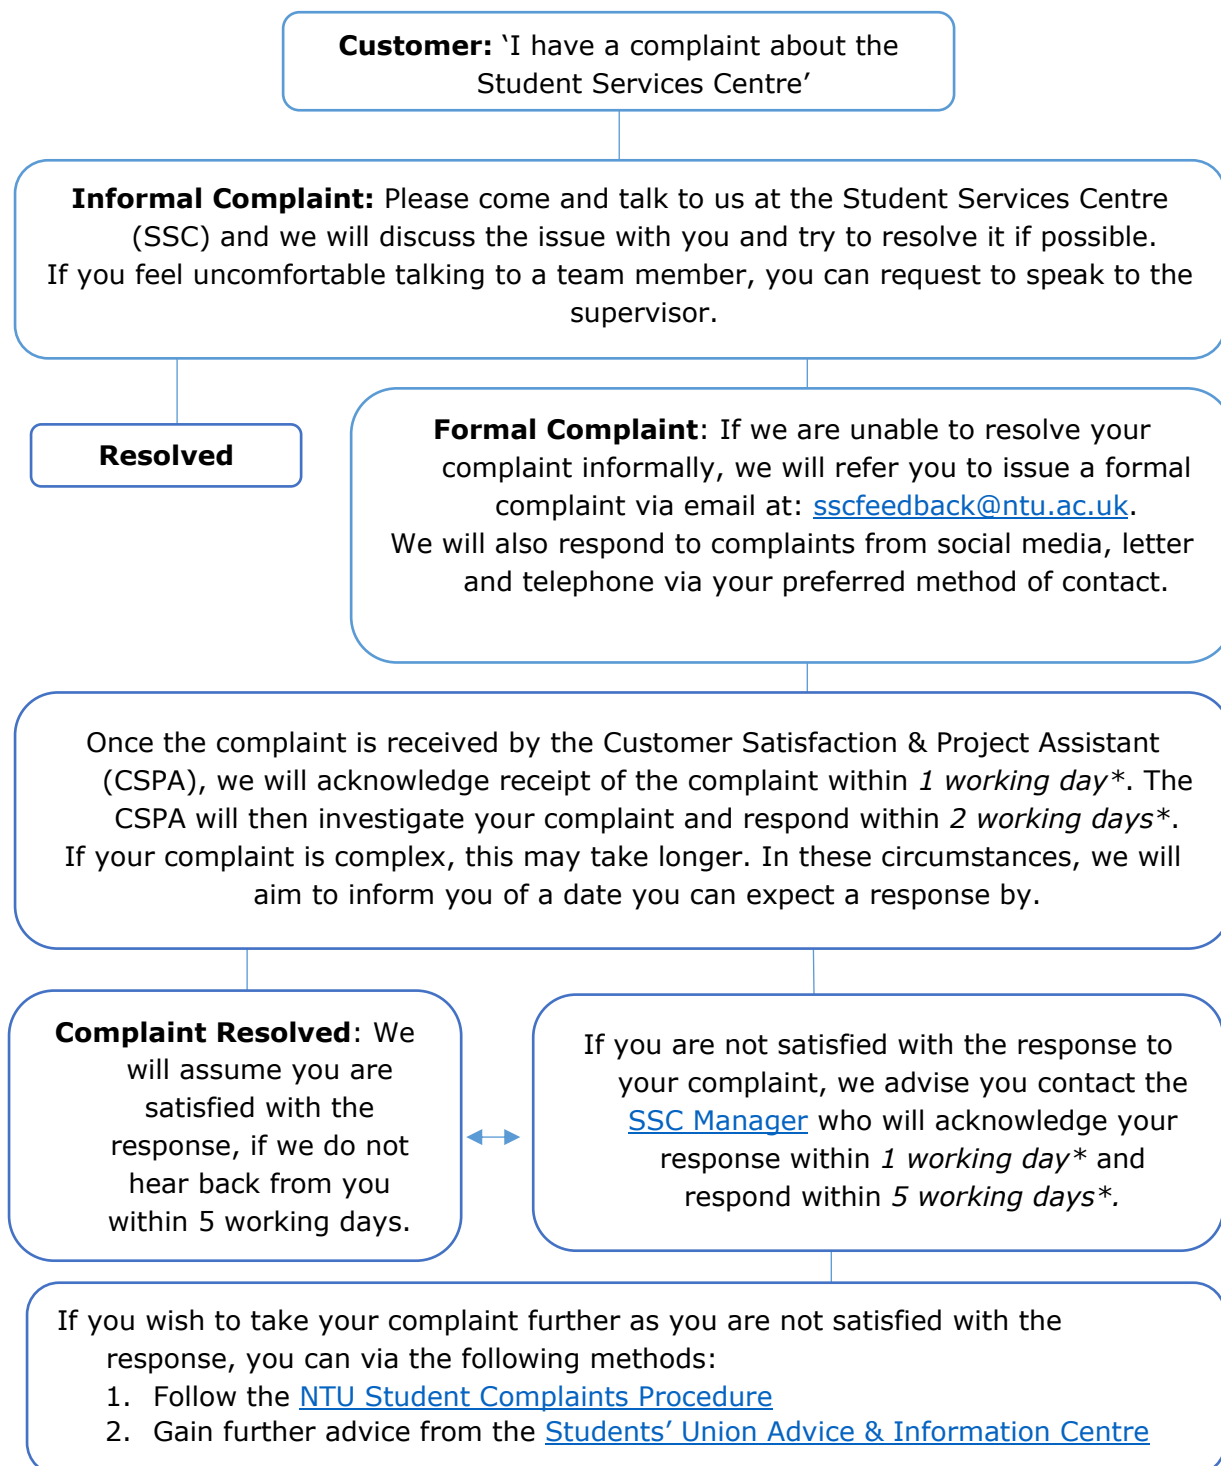 Customer: ‘I have a complaint about the
Student Services Centre’
Informal Complaint: Please come and talk to us at the Student Services Centre
(SSC) and we will discuss the issue with you and try to resolve it if possible.
If you feel uncomfortable talking to a team member, you can request to speak to the
supervisor.
Resolved
Formal Complaint: If we are unable to resolve your
complaint informally, we will refer you to issue a formal
complaint via email at: sscfeedback@ntu.ac.uk.
We will also respond to complaints from social media, letter
and telephone via your preferred method of contact.
Once the complaint is received by the Customer Satisfaction & Project Assistant
(CSPA), we will acknowledge receipt of the complaint within 1 working day*. The
CSPA will then investigate your complaint and respond within 2 working days*.
If your complaint is complex, this may take longer. In these circumstances, we will
aim to inform you of a date you can expect a response by.
Complaint Resolved: We
will assume you are
satisfied with the
response, if we do not
hear back from you
within 5 working days.
If you are not satisfied with the response to
your complaint, we advise you contact the
SSC Manager who will acknowledge your
response within 1 working day* and
respond within 5 working days*.
If you wish to take your complaint further as you are not satisfied with the
response, you can via the following methods:
1. Follow the NTU Student Complaints Procedure
2. Gain further advice from the Students’ Union Advice & Information Centre